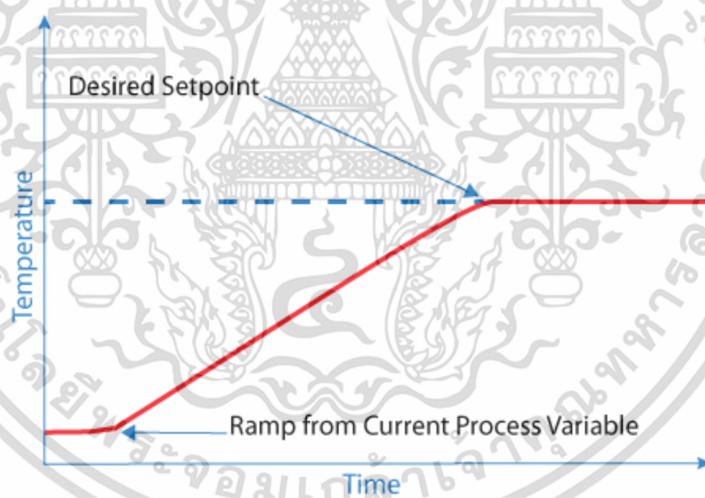 Desired Setpoint
Temperature
Ramp from Current Process Variable
Time